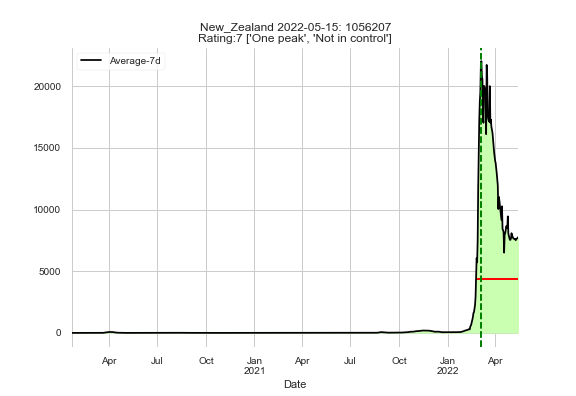 New_Zealand 2022-05-15: 1056207
Rating:7 ['One peak', 'Not in control']
Average-7d
20000
15000
10000
5000
0
Apr Jul Oct Jan Apr Jul Oct Jan Apr
2021 2022
Date